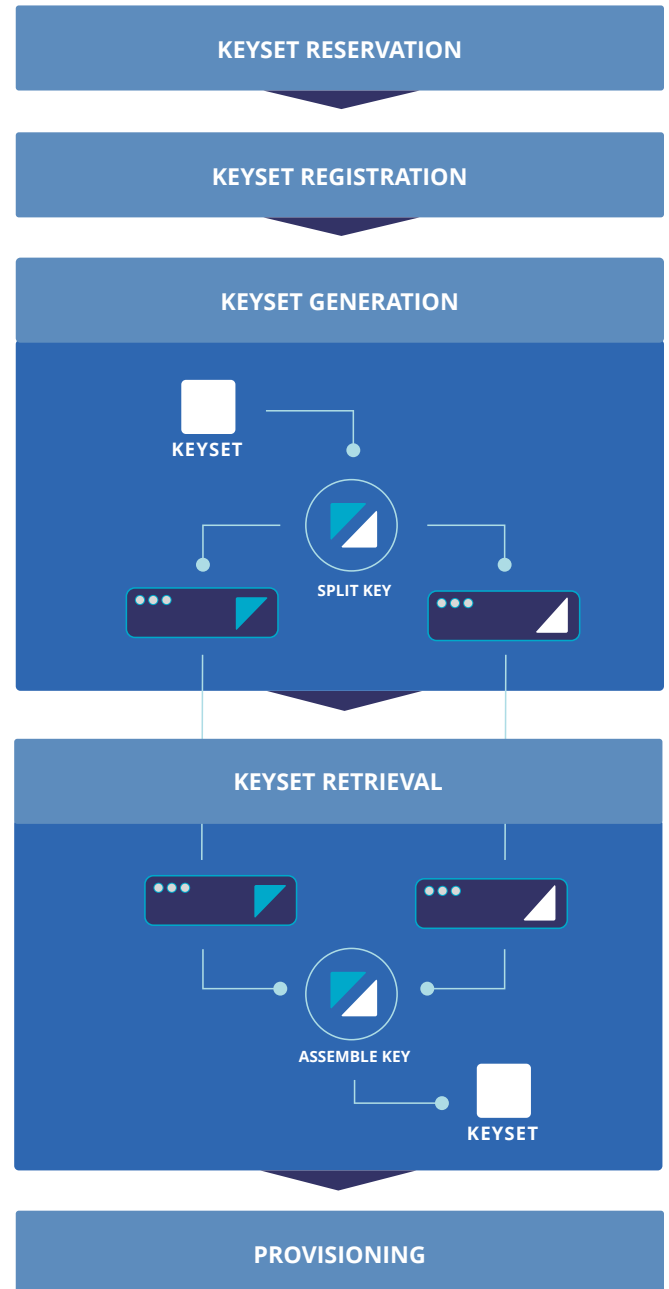 KEYSET RESERVATION
KEYSET REGISTRATION
KEYSET GENERATION
KEYSET
SPLIT KEY
KEYSET RETRIEVAL
ASSEMBLE KEY
KEYSET
PROVISIONING